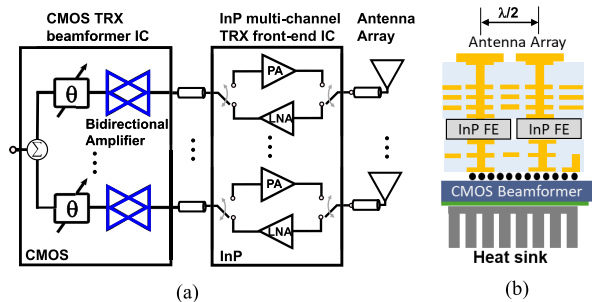 CMOS TRX
beamformer IC
InP multi-channel
TRX front-end IC
Antenna
Array
θ
Bidirectional
Amplifier
Σ
θ
CMOS
PA
LNA
PA
LNA
InP
(a)
λ/2
Antenna Array
InP FE
InP FE
CMOS Beamformer
Heat sink
(b)